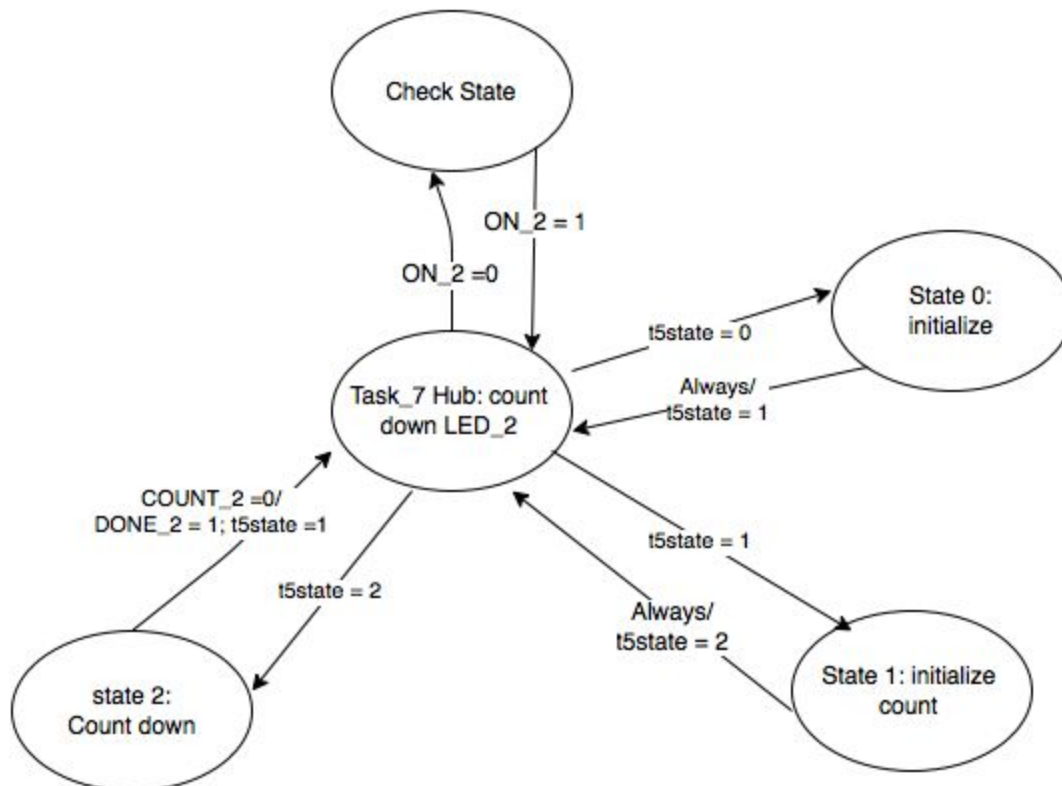 Check State
ON_2 = 1
ON_2 =0
State 0:
initialize
t5state = 0
Always/
t5state = 1
Task_7 Hub: count
down LED_2
COUNT_2 =0/
DONE_2 = 1; t5state =1
t5state = 1
t5state = 2
Always/
t5state = 2
State 1: initialize
count
state 2:
Count down